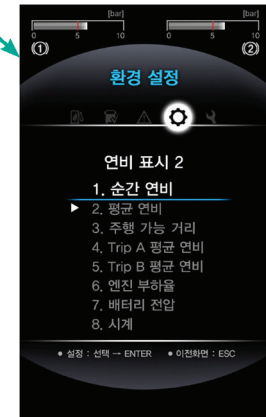 [bar] [bar]
0 5 10 0 5 10
(1) (2)
환경 설정
연비 표시 2
1. 순간 연비
▶ 2. 평균 연비
3. 주행 가능 거리
4. Trip A 평균 연비
5. Trip B 평균 연비
6. 엔진 부하율
7. 배터리 전압
8. 시계
• 설정 : 선택 → ENTER • 이전화면 : ESC